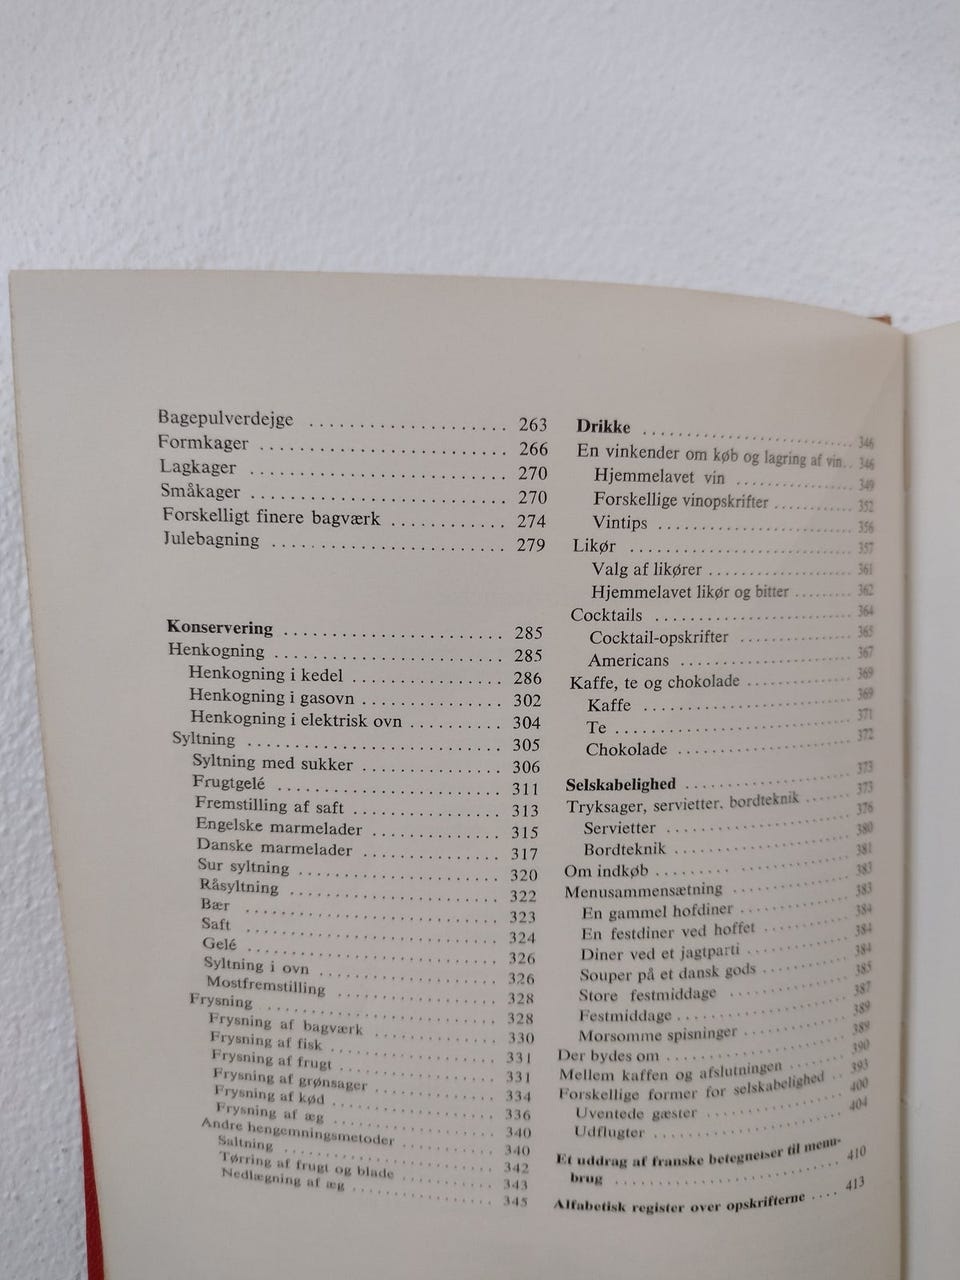 Bagepulverdejge .................... 263
Formkager ......................... 266
Lagkager .......................... 270
Småkager .......................... 270
Forskelligt finere bagværk ............ 274
Julebagning ........................ 279
Konservering ....................... 285
Henkogning ........................ 285
Henkogning i kedel ............... 286
Henkogning i gasovn .............. 302
Henkogning i elektrisk ovn .......... 304
Syltning .......................... 305
Syltning med sukker .............. 306
Frugtgelé ....................... 311
Fremstilling af saft ............... 313
Engelske marmelader ............. 315
Danske marmelader .............. 317
Sur syltning .................... 320
Råsyltning ..................... 322
Bær .......................... 323
Saft .......................... 324
Gelé .......................... 326
Syltning i ovn .................. 326
Mostfremstilling ................ 328
Frysning .......................... 328
Frysning af bagværk .............. 330
Frysning af fisk .................. 331
Frysning af frugt ................. 331
Frysning af grønsager ............. 334
Frysning af kød .................. 336
Frysning af æg ................... 340
Andre hengemningsmetoder .......... 340
Saltning ........................ 342
Tørring af frugt og blade ........... 343
Nedlægning af æg ................ 345
Drikke ............................ 346
En vinkender om køb og lagring af vin.. 346
Hjemmelavet vin ................ 349
Forskellige vinopskrifter ............ 352
Vintips ......................... 356
Likør ............................ 357
Valg af likører ................... 361
Hjemmelavet likør og bitter ......... 362
Cocktails .......................... 364
Cocktail-opskrifter ................ 365
Americans ...................... 367
Kaffe, te og chokolade .............. 369
Kaffe .......................... 369
Te ............................ 371
Chokolade ...................... 372
Selskabelighed ...................... 373
Tryksager, servietter, bordteknik ...... 373
Servietter ....................... 376
Bordteknik ...................... 380
Om indkøb ........................ 381
Menusammensætning ................ 383
En gammel hofdiner .............. 383
En festdiner ved hoffet ............ 384
Diner ved et jagtparti ............. 384
Souper på et dansk gods ........... 384
Store festmiddage ................ 385
Festmiddage ..................... 387
Morsomme spisninger ............. 389
Der bydes om ...................... 389
Mellem kaffen og afslutningen ........ 390
Forskellige former for selskabelighed .. 393
Uventede gæster ................. 400
Udflugter ....................... 404
Et uddrag af franske betegnelser til menu-
brug ............................ 410
Alfabetisk register over opskrifterne .... 413